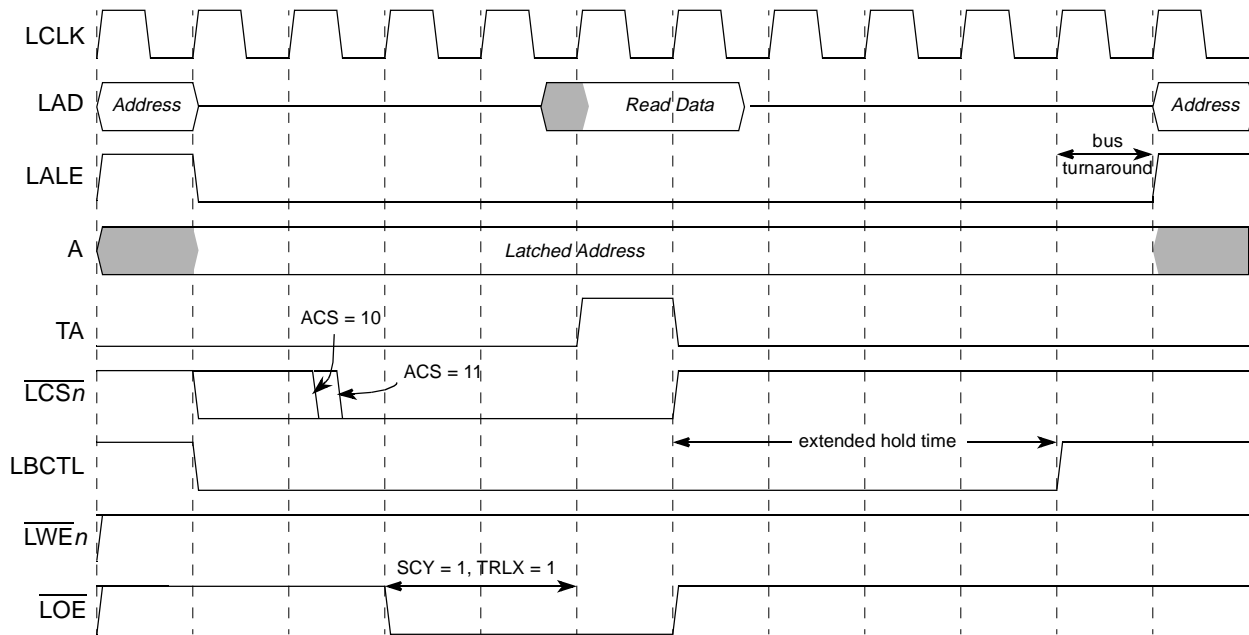 LCLK
LAD
Address
Read Data
Address
bus
turnaround
LALE
A
Latched Address
TA
ACS = 10
ACS = 11
LCSn
extended hold time
LBCTL
LWEn
SCY = 1, TRLX = 1
LOE